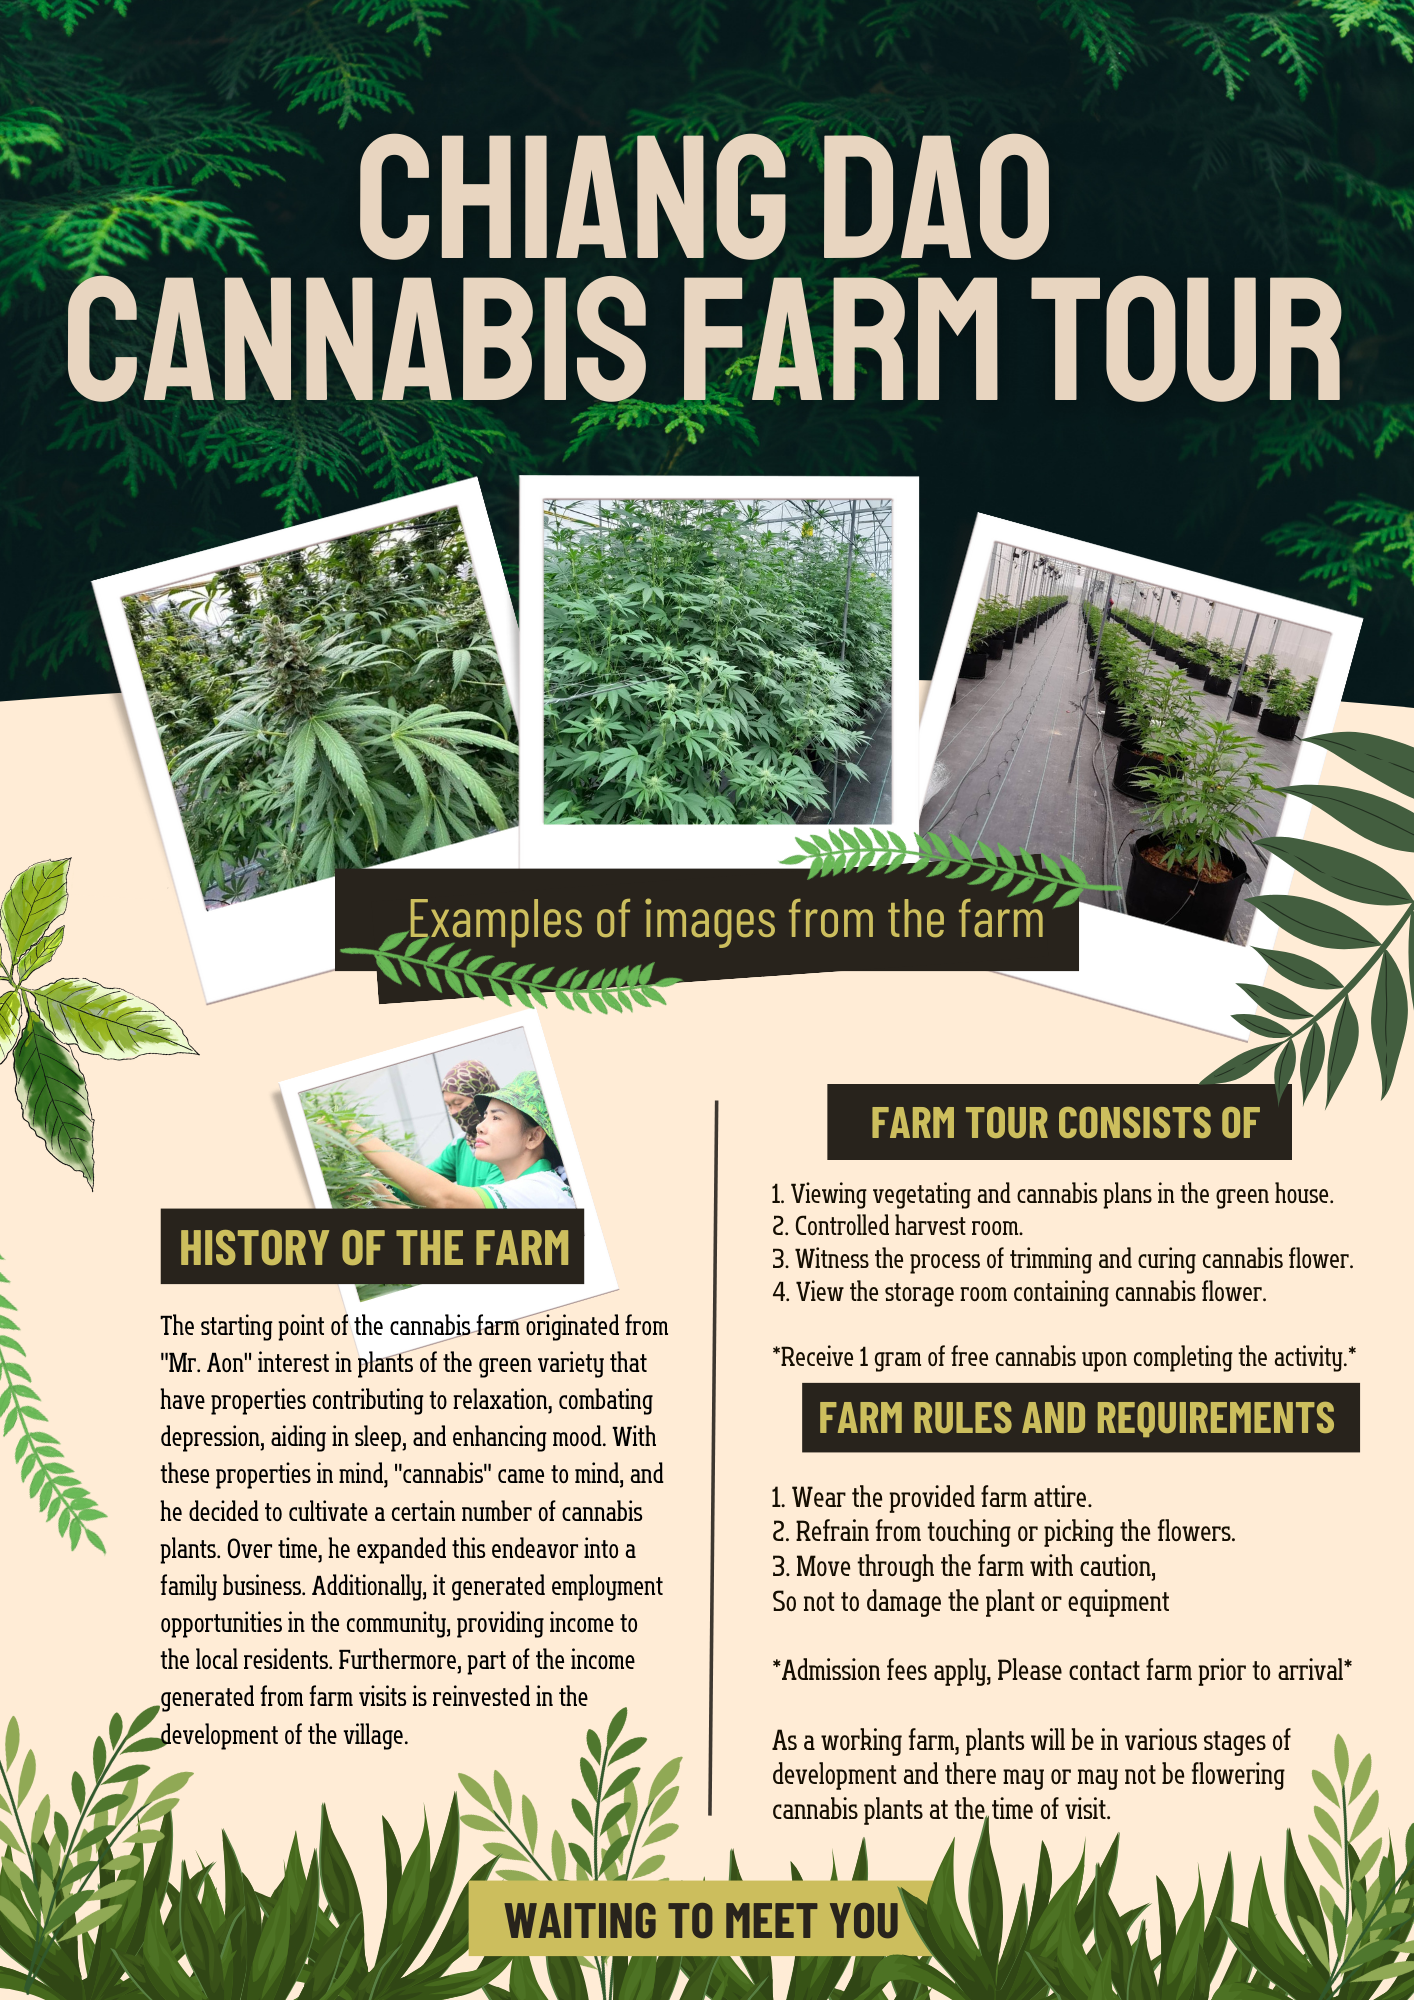 CHIANG DAO
CANNABIS FARM TOUR
Examples of images from the farm
HISTORY OF THE FARM
The starting point of the cannabis farm originated from
"Mr. Aon" interest in plants of the green variety that
have properties contributing to relaxation, combating
depression, aiding in sleep, and enhancing mood. With
these properties in mind, "cannabis" came to mind, and
he decided to cultivate a certain number of cannabis
plants. Over time, he expanded this endeavor into a
family business. Additionally, it generated employment
opportunities in the community, providing income to
the local residents. Furthermore, part of the income
generated from farm visits is reinvested in the
development of the village.
FARM TOUR CONSISTS OF
1. Viewing vegetating and cannabis plans in the green house.
2. Controlled harvest room.
3. Witness the process of trimming and curing cannabis flower.
4. View the storage room containing cannabis flower.
*Receive 1 gram of free cannabis upon completing the activity.*
FARM RULES AND REQUIREMENTS
1. Wear the provided farm attire.
2. Refrain from touching or picking the flowers.
3. Move through the farm with caution,
So not to damage the plant or equipment
*Admission fees apply, Please contact farm prior to arrival*
As a working farm, plants will be in various stages of
development and there may or may not be flowering
cannabis plants at the time of visit.
WAITING TO MEET YOU